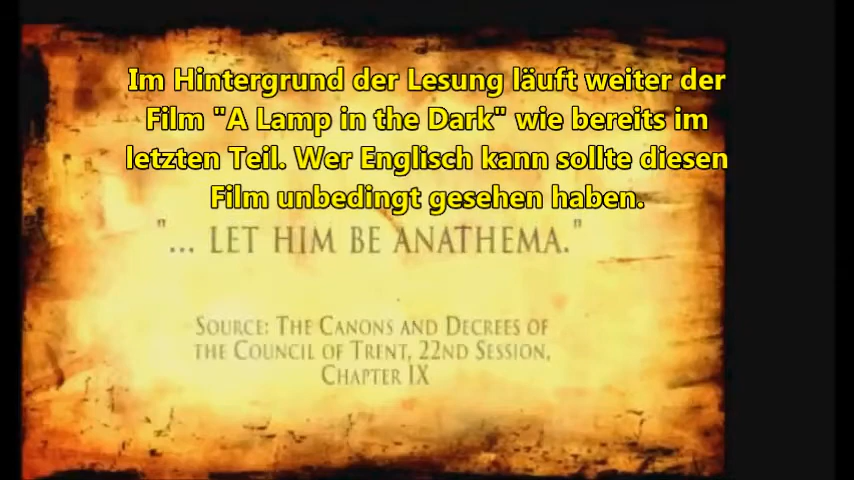 Im Hintergrund der Lesung läuft weiter der
Film "A Lamp in the Dark" wie bereits im
letzten Teil. Wer Englisch kann sollte diesen
Film unbedingt gesehen haben.
"... LET HIM BE ANATHEMA."
SOURCE: THE CANONS AND DECREES OF
THE COUNCIL OF TRENT, 22ND SESSION,
CHAPTER IX